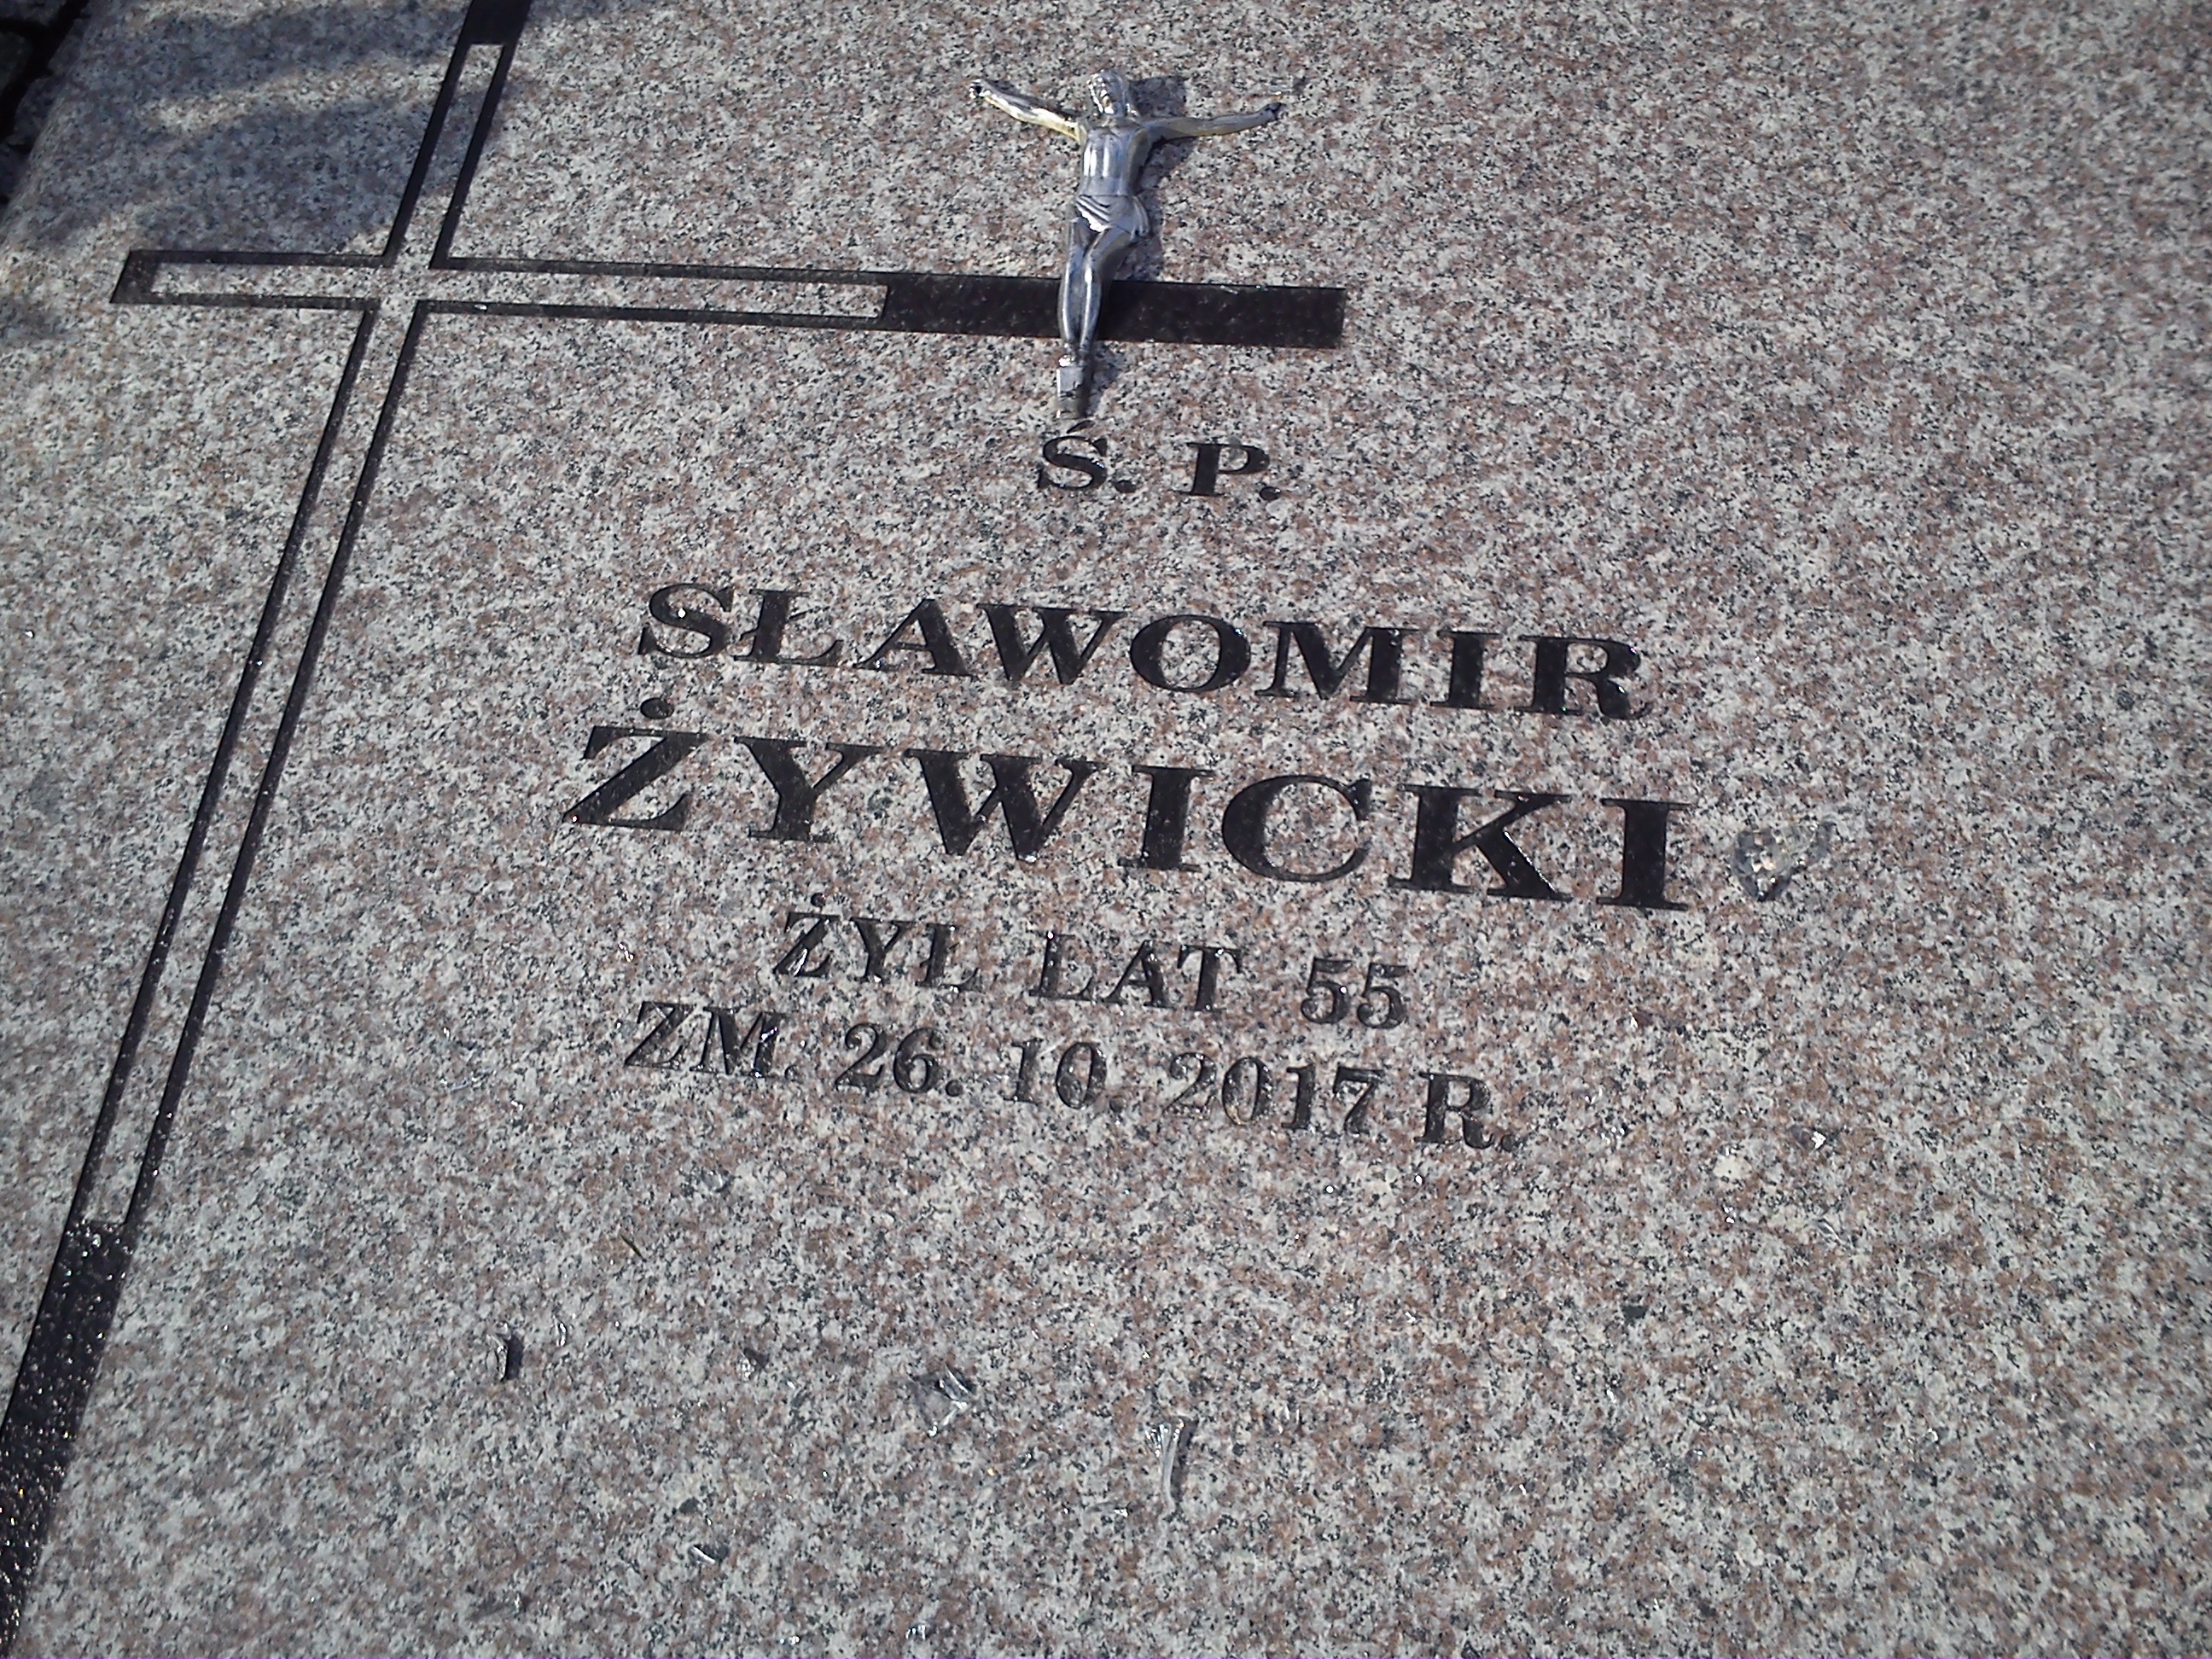 Ś. P.
SŁAWOMIR
ŻYWICKI
ŻYŁ LAT 55
ZM. 26. 10. 2017 R.